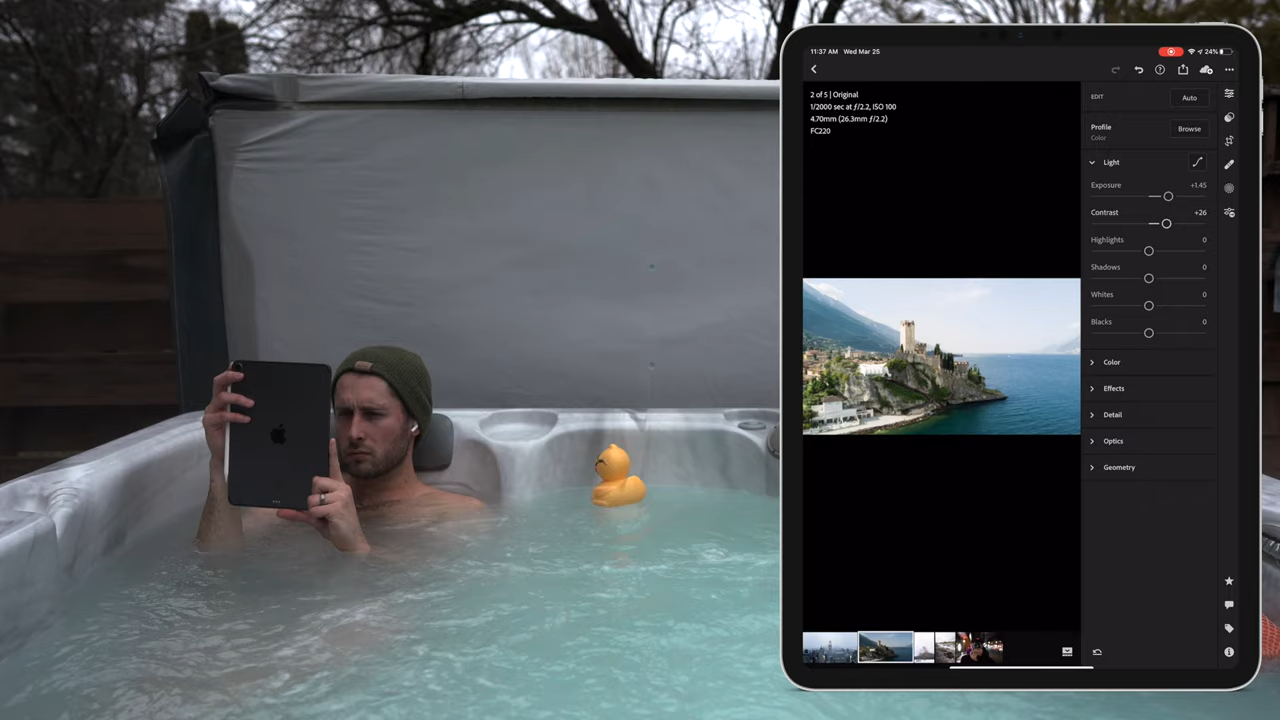 11:37 AM Wed Mar 25
24%
2 of 5 | Original
1/2000 sec at ƒ/2.2, ISO 100
4.70mm (26.3mm ƒ/2.2)
FC220
EDIT
Auto
Profile
Color
Browse
Light
Exposure +1.45
Contrast +26
Highlights 0
Shadows 0
Whites 0
Blacks 0
Color
Effects
Detail
Optics
Geometry